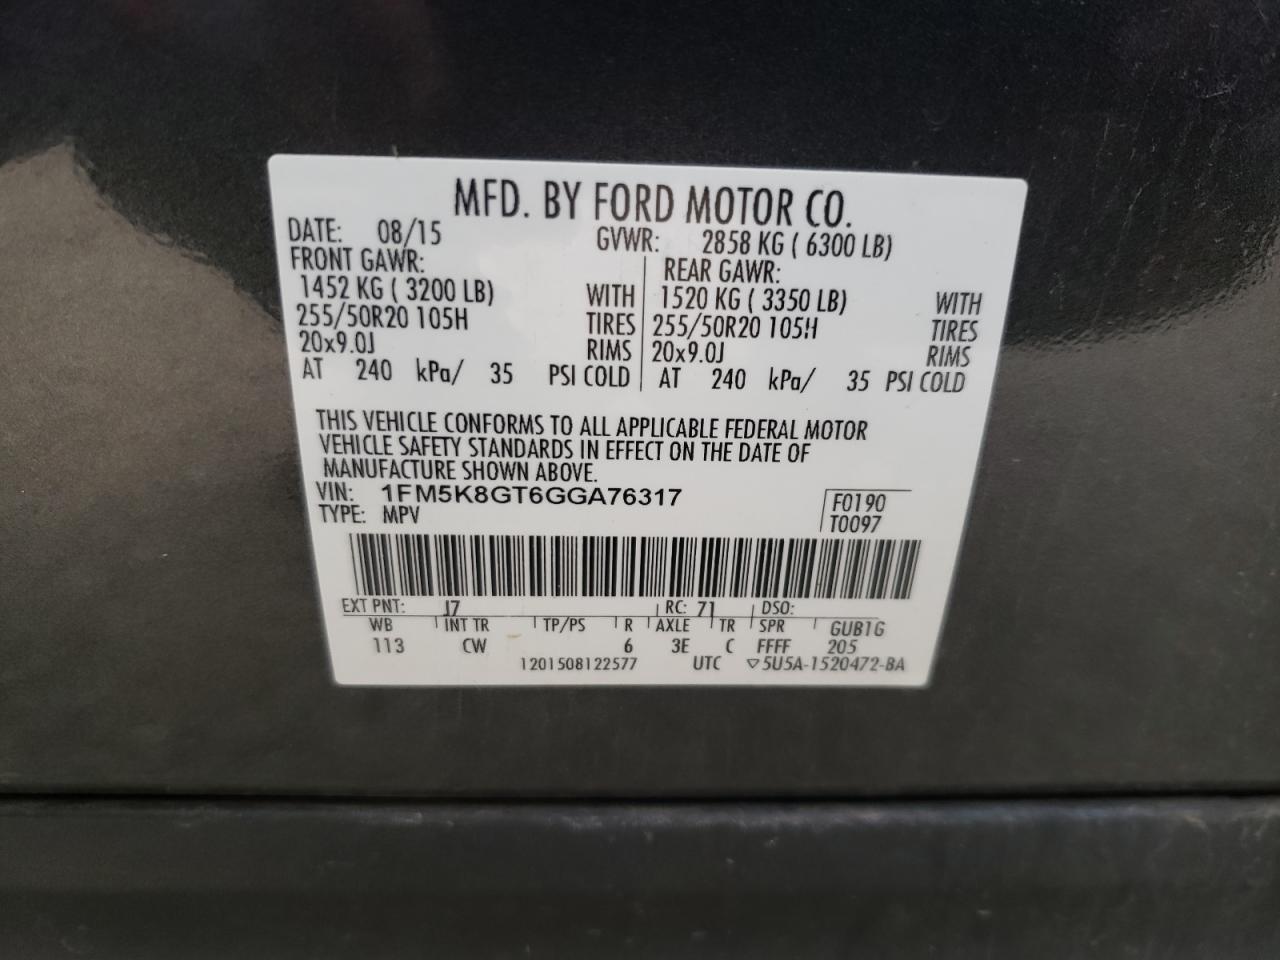 MFD. BY FORD MOTOR CO.
DATE: 08/15 GVWR: 2858 KG ( 6300 LB)
FRONT GAWR: REAR GAWR:
1452 KG ( 3200 LB) WITH 1520 KG ( 3350 LB) WITH
255/50R20 105H TIRES 255/50R20 105H TIRES
20x9.0J RIMS 20x9.0J RIMS
AT 240 kPa/ 35 PSI COLD AT 240 kPa/ 35 PSI COLD
THIS VEHICLE CONFORMS TO ALL APPLICABLE FEDERAL MOTOR
VEHICLE SAFETY STANDARDS IN EFFECT ON THE DATE OF
MANUFACTURE SHOWN ABOVE.
VIN: 1FM5K8GT6GGA76317 F0190
TYPE: MPV T0097
EXT PNT: J7 RC: 71 DSO:
WB INT TR TP/PS R AXLE TR SPR GUB1G
113 CW 6 3E C FFFF 205
1201508122577 UTC ▽5U5A-1520472-BA